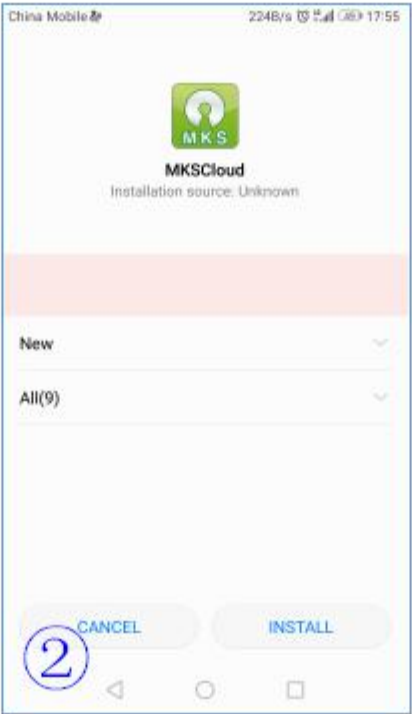 China Mobile 224B/s 17:55
MKS
MKSCloud
Installation source: Unknown
New
All(9)
CANCEL INSTALL
②